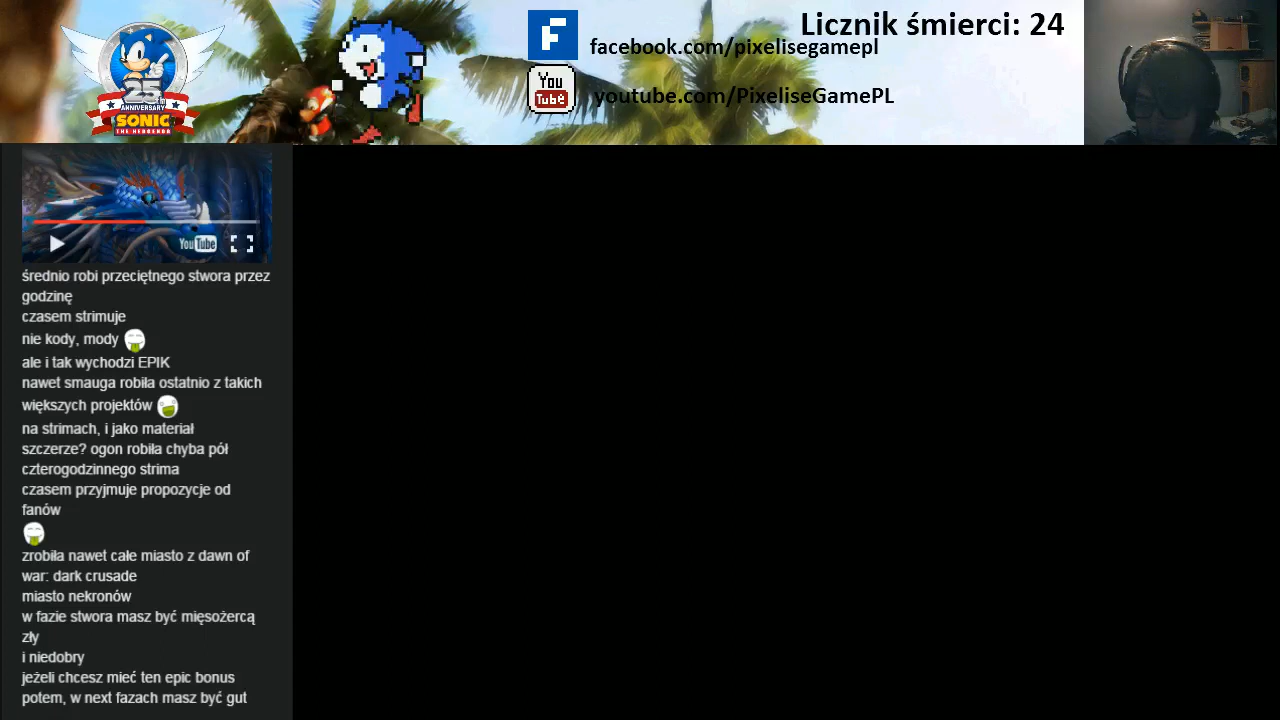 Licznik śmierci: 24
F
facebook.com/pixelisegamepl
You
Tube
youtube.com/PixeliseGamePL
25th
ANNIVERSARY
SONIC
THE HEDGEHOG
YouTube
średnio robi przeciętnego stwora przez
godzinę
czasem strimuje
nie kody, mody
ale i tak wychodzi EPIK
nawet smauga robiła ostatnio z takich
większych projektów
na strimach, i jako materiał
szczerze? ogon robiła chyba pół
czterogodzinnego strima
czasem przyjmuje propozycje od
fanów
zrobiła nawet całe miasto z dawn of
war: dark crusade
miasto nekronów
w fazie stwora masz być mięsożercą
zły
i niedobry
jeżeli chcesz mieć ten epic bonus
potem, w next fazach masz być gut